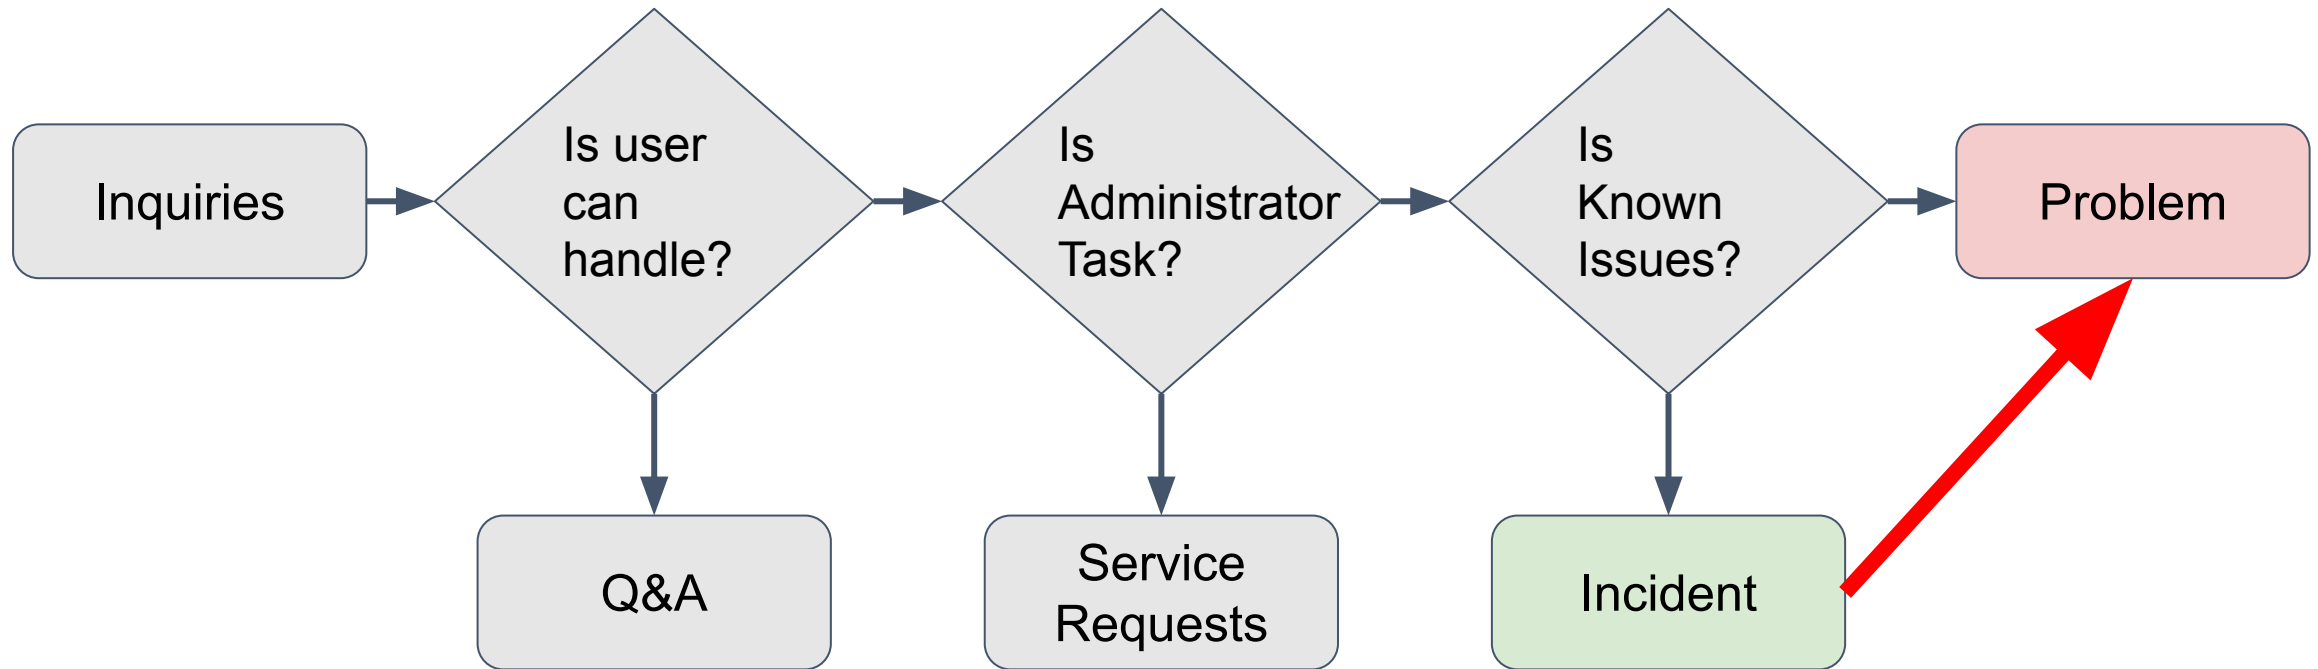 Inquiries
Is user
can
handle?
Is
Administrator
Task?
Is
Known
Issues?
Problem
Q&A
Service
Requests
Incident